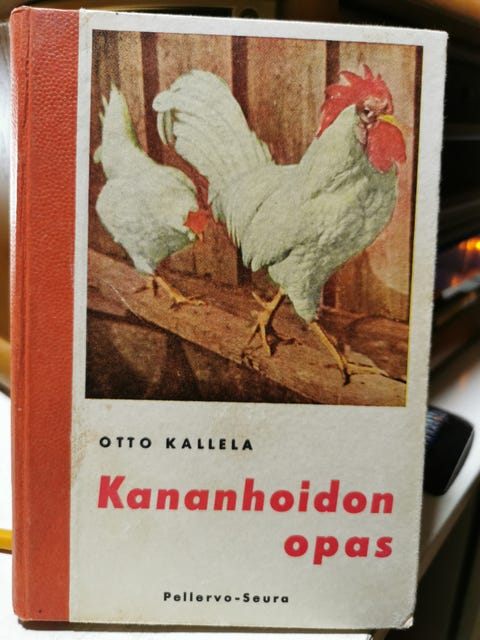 OTTO KALLELA
Kananhoidon
opas
Pellervo-Seura